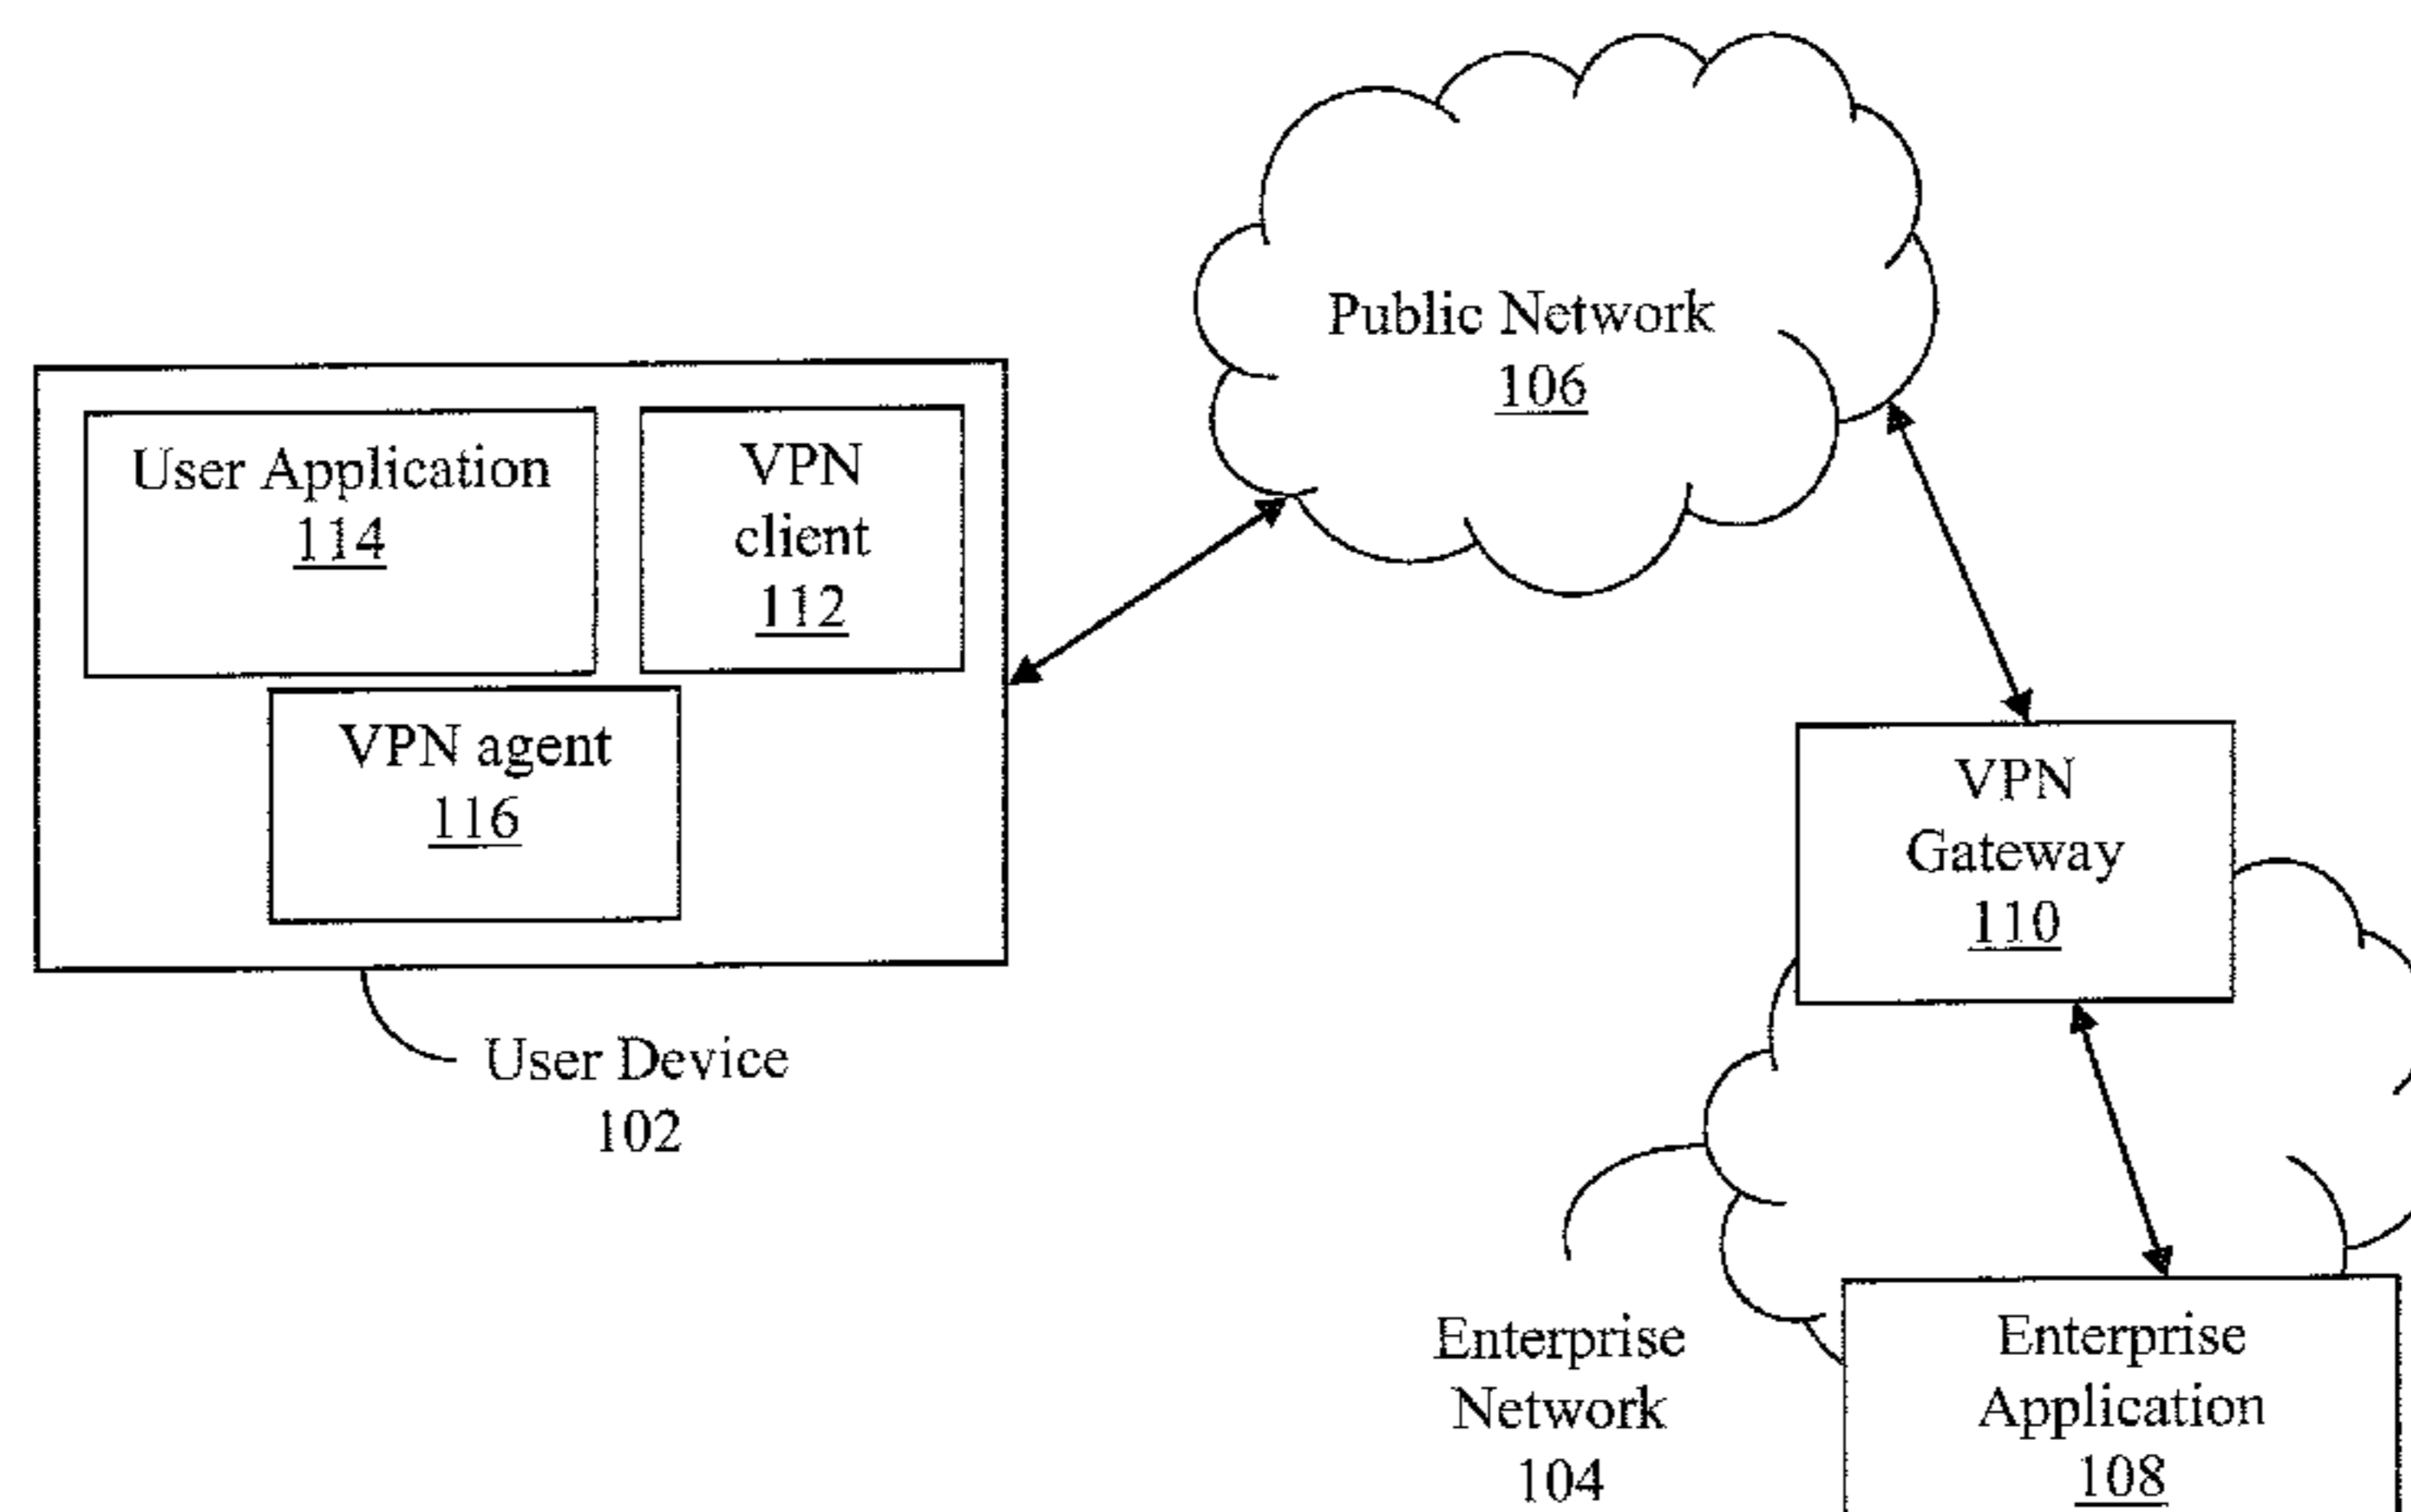 Public Network
106
User Application
114
VPN
client
112
VPN agent
116
User Device
102
VPN
Gateway
110
Enterprise
Network
104
Enterprise
Application
108